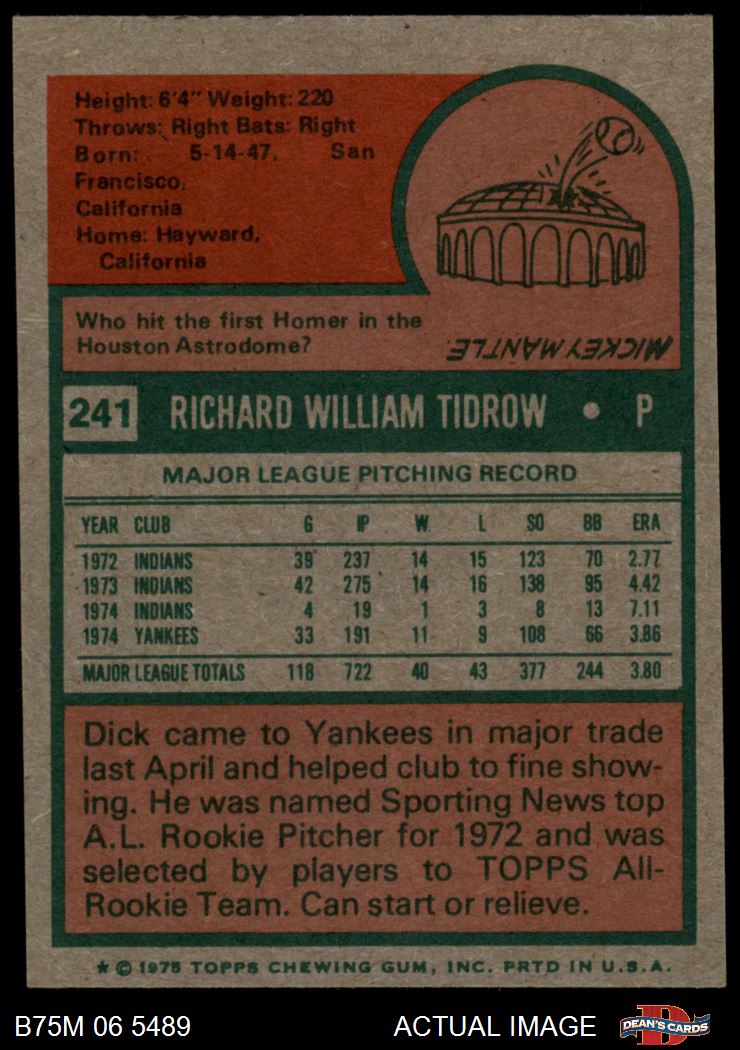 Height: 6'4" Weight: 220
Throws: Right Bats: Right
Born: 5-14-47, San
Francisco,
California
Home: Hayward,
California
Who hit the first Homer in the
Houston Astrodome?
MICKEY MANTLE.
241 RICHARD WILLIAM TIDROW • P
MAJOR LEAGUE PITCHING RECORD
YEAR CLUB G IP W L SO BB ERA
1972 INDIANS 39 237 14 15 123 70 2.77
1973 INDIANS 42 275 14 16 138 95 4.42
1974 INDIANS 4 19 1 3 8 13 7.11
1974 YANKEES 33 191 11 9 108 66 3.86
MAJOR LEAGUE TOTALS 118 722 40 43 377 244 3.80
Dick came to Yankees in major trade
last April and helped club to fine show-
ing. He was named Sporting News top
A.L. Rookie Pitcher for 1972 and was
selected by players to TOPPS All-
Rookie Team. Can start or relieve.
★ © 1975 TOPPS CHEWING GUM, INC. PRTD IN U.S.A.
B75M 06 5489 ACTUAL IMAGE D DEAN'S CARDS